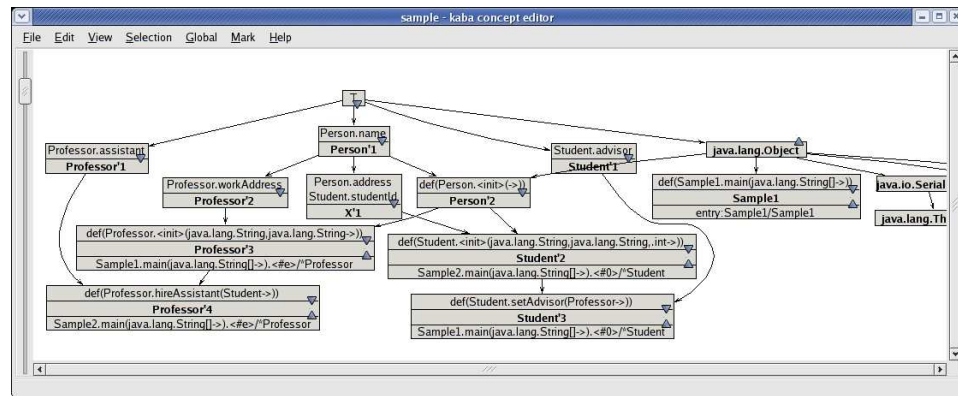 sample - kaba concept editor
File Edit View Selection Global Mark Help
T
Person.name
Person'1
Professor.assistant
Professor'1
Student.advisor
Student'1
java.lang.Object
Professor.workAddress
Professor'2
Person.address
Student.studentId
X'1
def(Person.<init>(->))
Person'2
def(Sample1.main(java.lang.String[]->))
Sample1
entry:Sample1/Sample1
java.io.Serial
java.lang.Th
def(Professor.<init>(java.lang.String,java.lang.String->))
Professor'3
Sample1.main(java.lang.String[]->).<#e>/*Professor
def(Student.<init>(java.lang.String,java.lang.String,.int->))
Student'2
Sample2.main(java.lang.String[]->).<#0>/*Student
def(Professor.hireAssistant(Student->))
Professor'4
Sample2.main(java.lang.String[]->).<#e>/*Professor
def(Student.setAdvisor(Professor->))
Student'3
Sample1.main(java.lang.String[]->).<#0>/*Student